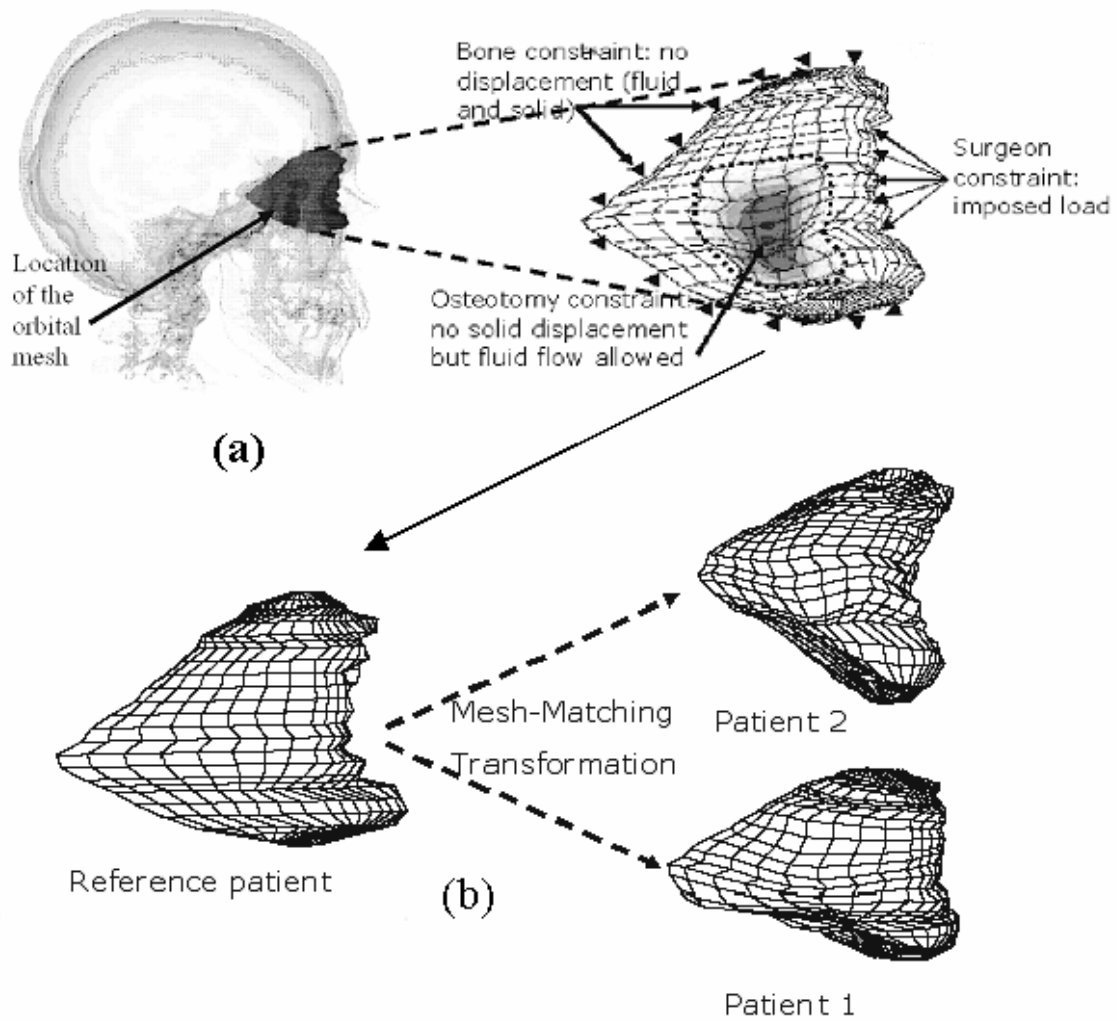 Bone constraint: no
displacement (fluid
and solid)
Surgeon
constraint:
imposed load
Location
of the
orbital
mesh
Osteotomy constraint:
no solid displacement
but fluid flow allowed
(a)
Mesh-Matching
Transformation
Patient 2
Reference patient
(b)
Patient 1